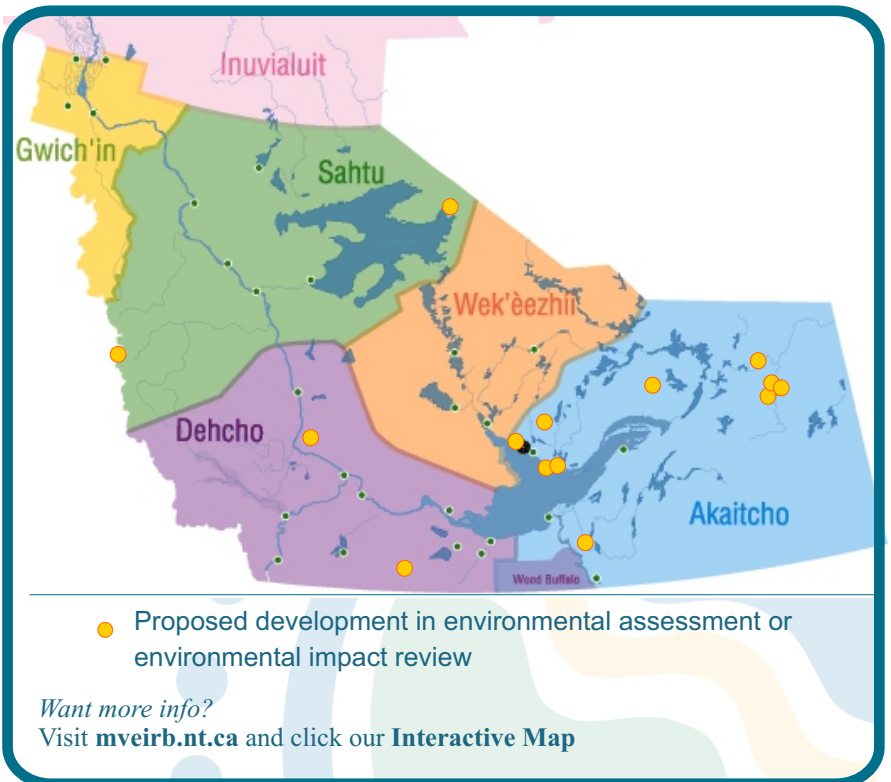 Inuvialuit
Gwich'in
Sahtu
Wek'èezhii
Dehcho
Akaitcho
Wood Buffalo
Proposed development in environmental assessment or
environmental impact review
Want more info?
Visit mveirb.nt.ca and click our Interactive Map